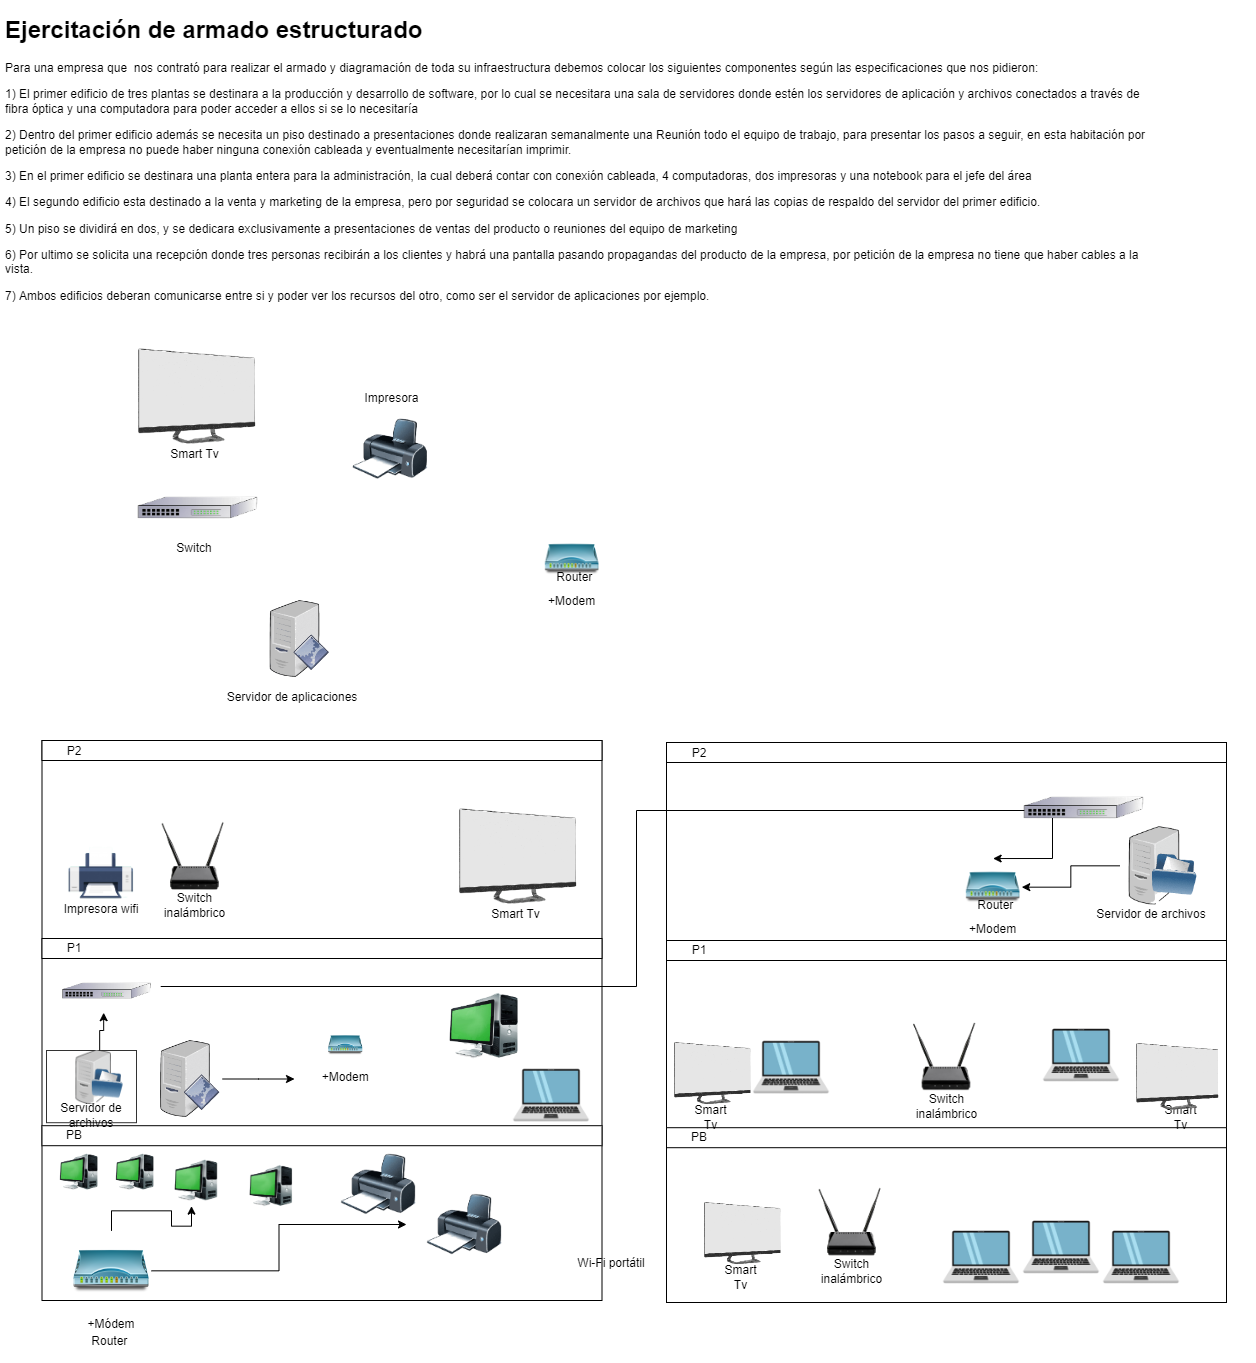 Ejercitación de armado estructurado
Para una empresa que  nos contrató para realizar el armado y diagramación de toda su infraestructura debemos colocar los siguientes componentes según las especificaciones que nos pidieron:
1) El primer edificio de tres plantas se destinara a la producción y desarrollo de software, por lo cual se necesitara una sala de servidores donde estén los servidores de aplicación y archivos conectados a través de
fibra óptica y una computadora para poder acceder a ellos si se lo necesitaría
2) Dentro del primer edificio además se necesita un piso destinado a presentaciones donde realizaran semanalmente una Reunión todo el equipo de trabajo, para presentar los pasos a seguir, en esta habitación por
petición de la empresa no puede haber ninguna conexión cableada y eventualmente necesitarían imprimir.
3) En el primer edificio se destinara una planta entera para la administración, la cual deberá contar con conexión cableada, 4 computadoras, dos impresoras y una notebook para el jefe del área
4) El segundo edificio esta destinado a la venta y marketing de la empresa, pero por seguridad se colocara un servidor de archivos que hará las copias de respaldo del servidor del primer edificio.
5) Un piso se dividirá en dos, y se dedicara exclusivamente a presentaciones de ventas del producto o reuniones del equipo de marketing
6) Por ultimo se solicita una recepción donde tres personas recibirán a los clientes y habrá una pantalla pasando propagandas del producto de la empresa, por petición de la empresa no tiene que haber cables a la
vista.
7) Ambos edificios deberan comunicarse entre si y poder ver los recursos del otro, como ser el servidor de aplicaciones por ejemplo.
Impresora
Smart Tv
Switch
Router
+Modem
Servidor de aplicaciones
P2
Impresora wifi
Switch
inalámbrico
Smart Tv
P1
+Modem
Servidor de
archivos
PB
Wi-Fi portátil
+Módem
Router
P2
Router
+Modem
Servidor de archivos
P1
Smart
Tv
Switch
inalámbrico
Smart
Tv
PB
Smart
Tv
Switch
inalámbrico